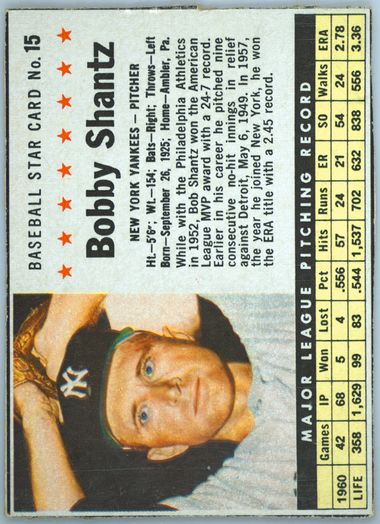 BASEBALL STAR CARD No. 15
Bobby Shantz
NEW YORK YANKEES — PITCHER
Ht.—5'6"; Wt.—154; Bats—Right; Throws—Left
Born—September 26, 1925; Home—Ambler, Pa.
While with the Philadelphia Athletics
in 1952, Bob Shantz won the American
League MVP award with a 24-7 record.
Earlier in his career he pitched nine
consecutive no-hit innings in relief
against Detroit, May 6, 1949. In 1957,
the year he joined New York, he won
the ERA title with a 2.45 record.
NY
MAJOR LEAGUE PITCHING RECORD
Games IP Won Lost Pct Hits Runs ER SO Walks ERA
1960 42 68 5 4 .556 57 24 21 54 24 2.78
LIFE 358 1,629 99 83 .544 1,537 702 632 838 556 3.36